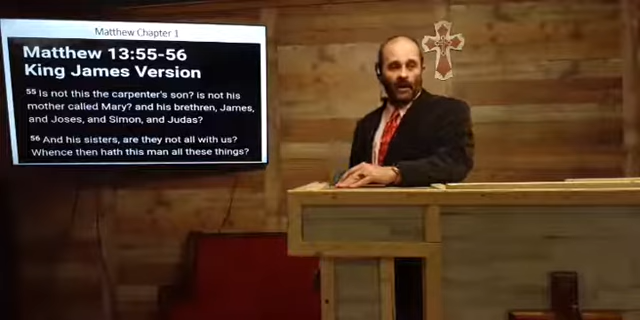 Matthew Chapter 1
Matthew 13:55-56
King James Version
55 Is not this the carpenter's son? is not his
mother called Mary? and his brethren, James,
and Joses, and Simon, and Judas?
56 And his sisters, are they not all with us?
Whence then hath this man all these things?